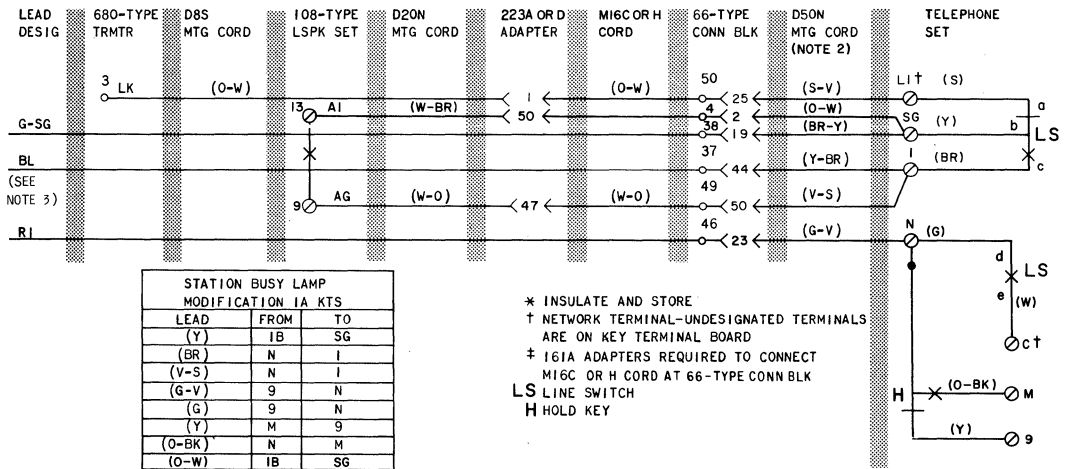 LEAD DESIG
680-TYPE TRMTR
D8S MTG CORD
108-TYPE LSPK SET
D20N MTG CORD
223A OR D ADAPTER
M16C OR H CORD
66-TYPE CONN BLK
D50N MTG CORD (NOTE 2)
TELEPHONE SET
3 LK (O-W) 1 (O-W) 50 25 (S-V) L1† (S)
13 A1 (W-BR) 50 4 2 (O-W) SG a
G-SG 38 19 (BR-Y) (Y) b LS
BL 37 44 (Y-BR) 1 (BR) c
(SEE NOTE 3)
9 AG (W-O) 47 (W-O) 49 50 (V-S)
R1 46 23 (G-V) N (G)
d LS
e (W)
C†
H (O-BK) M
(Y) 9
STATION BUSY LAMP
MODIFICATION 1A KTS
LEAD FROM TO
(Y) 1B SG
(BR) N 1
(V-S) N 1
(G-V) 9 N
(G) 9 N
(Y) M 9
(O-BK) N M
(O-W) 1B SG
* INSULATE AND STORE
† NETWORK TERMINAL-UNDESIGNATED TERMINALS
ARE ON KEY TERMINAL BOARD
‡ 161A ADAPTERS REQUIRED TO CONNECT
M16C OR H CORD AT 66-TYPE CONN BLK
LS LINE SWITCH
H HOLD KEY